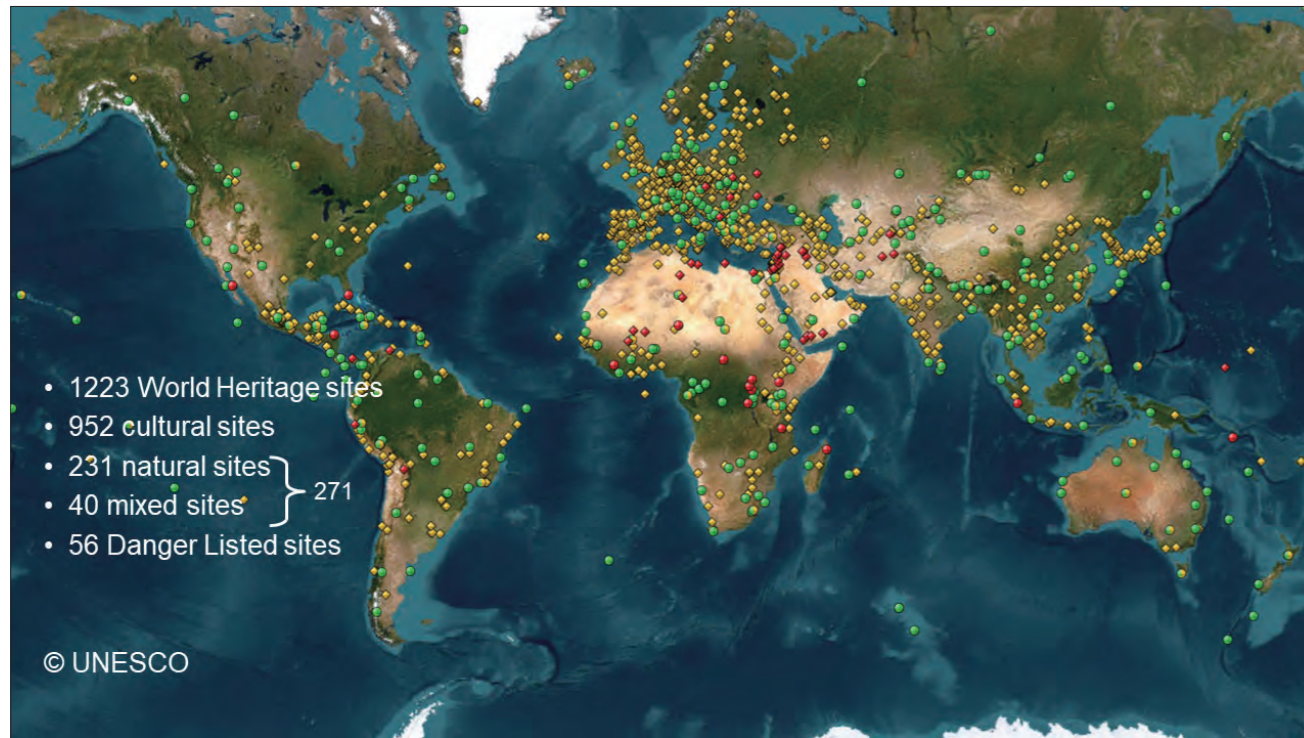 • 1223 World Heritage sites
• 952 cultural sites
• 231 natural sites
• 40 mixed sites
271
• 56 Danger Listed sites
© UNESCO